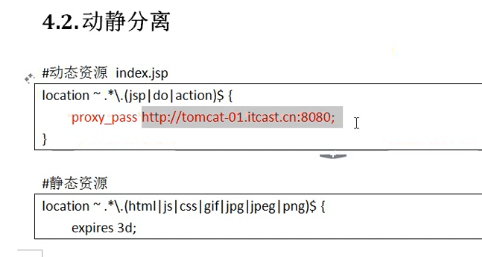 4.2.动静分离
#动态资源 index.jsp
location ~ .*\.(jsp|do|action)$ {
proxy_pass http://tomcat-01.itcast.cn:8080;
}
#静态资源
location ~ .*\.(html|js|css|gif|jpg|jpeg|png)$ {
expires 3d;